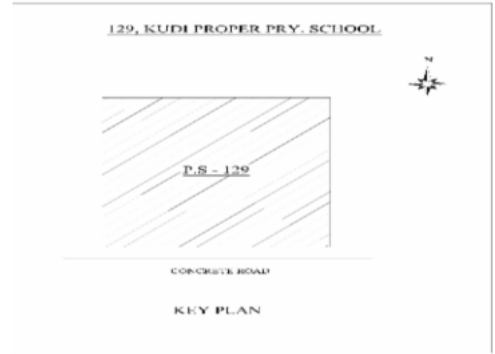 129, KUDI PROPER PRY. SCHOOL
N
P.S - 129
CONCRETE ROAD
KEY PLAN